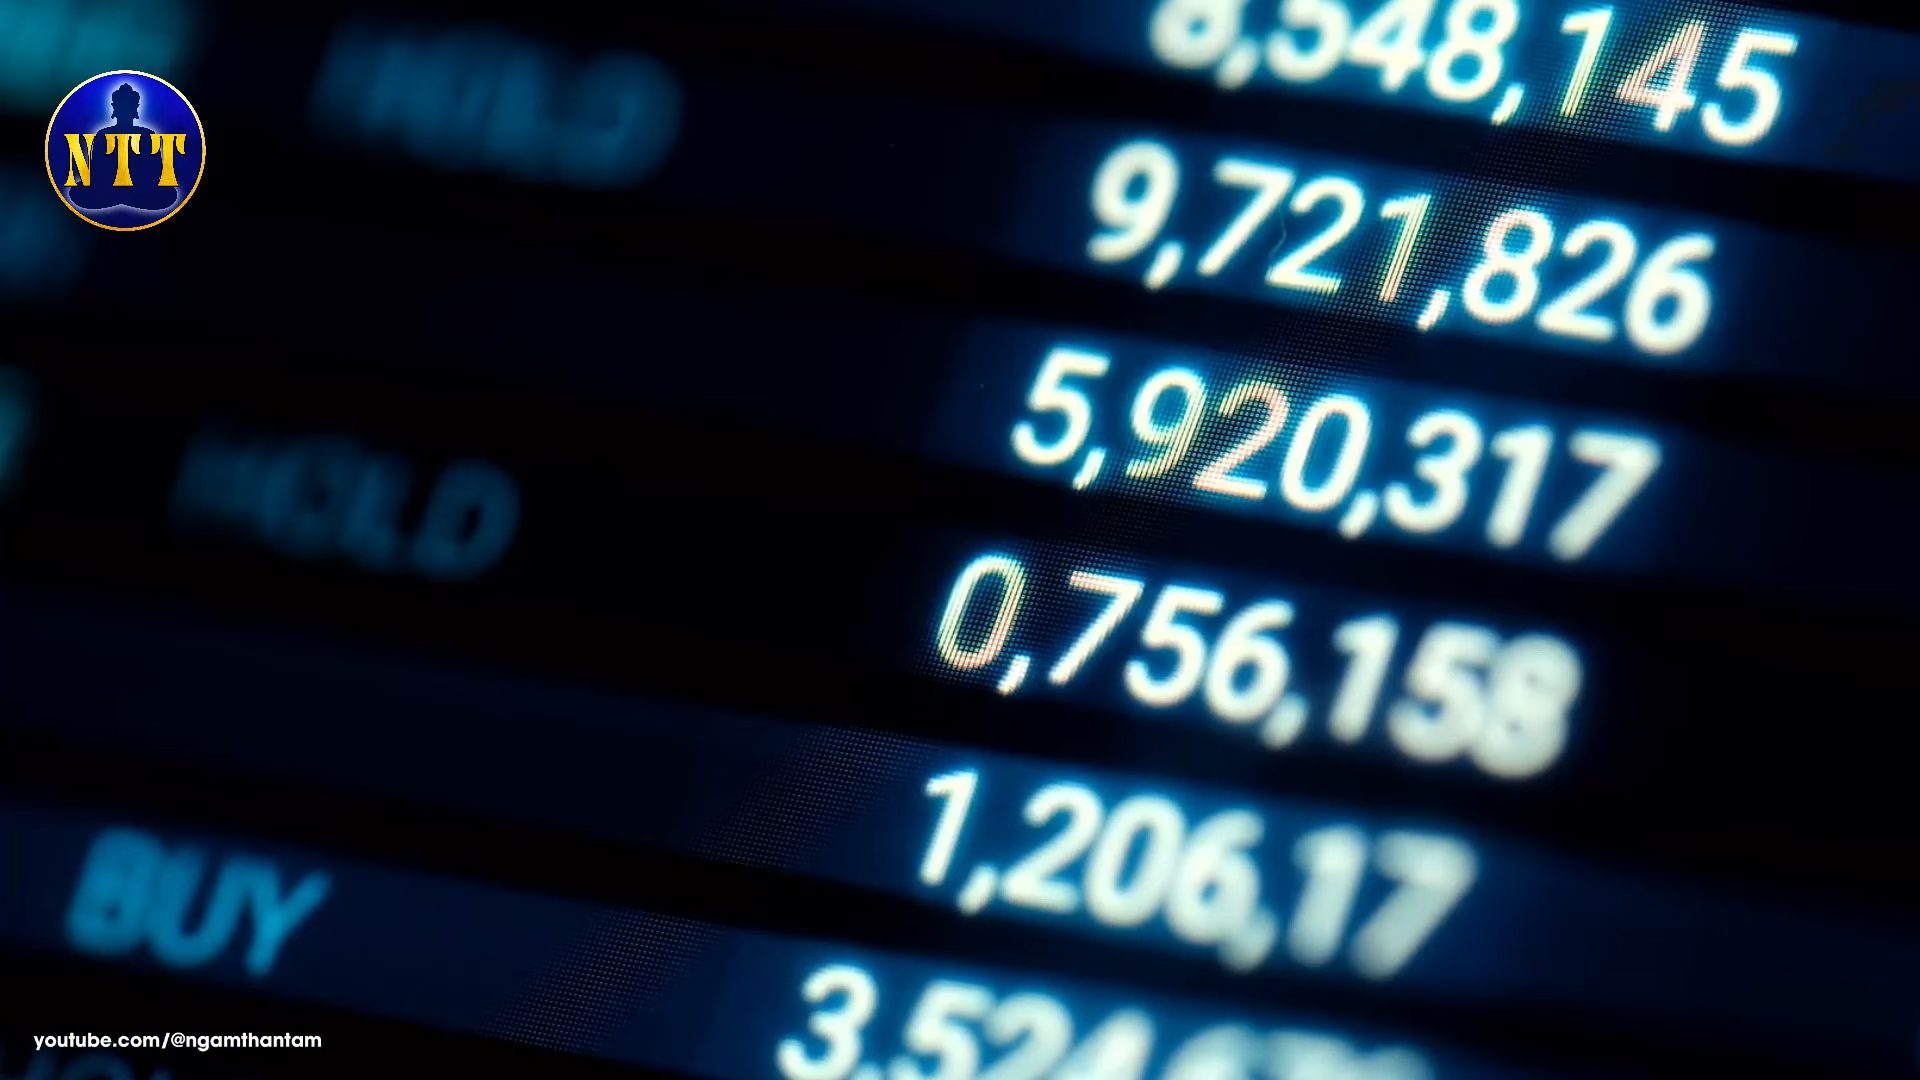 HOLD
8,548,145
NTT
9,721,826
5,920,317
HOLD
0,756,158
1,206,17
BUY
youtube.com/@ngamthantam